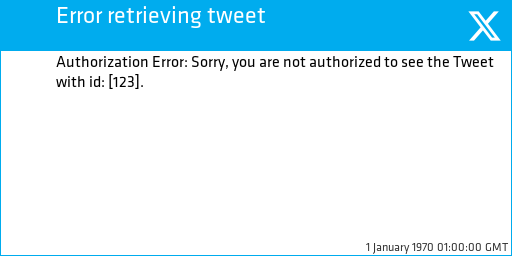 Error retrieving tweet
Authorization Error: Sorry, you are not authorized to see the Tweet
with id: [123].
1 January 1970 01:00:00 GMT